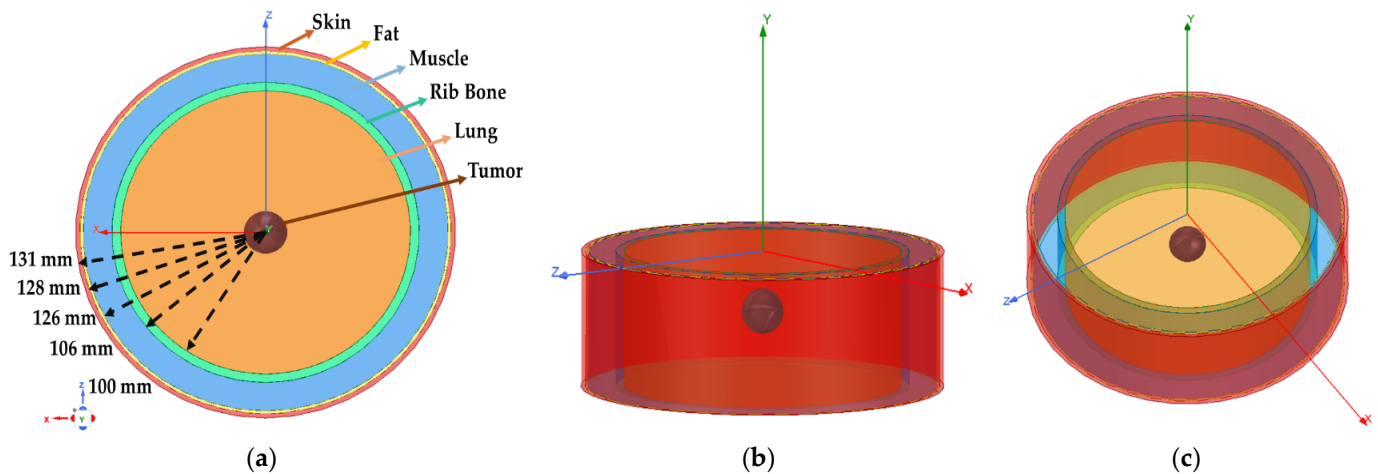 Z
Skin
Fat
Muscle
Rib Bone
Lung
Tumor
X
Y
131 mm
128 mm
126 mm
106 mm
100 mm
Z
X
Y
(a)
Y
Z
X
(b)
Y
Z
X
(c)